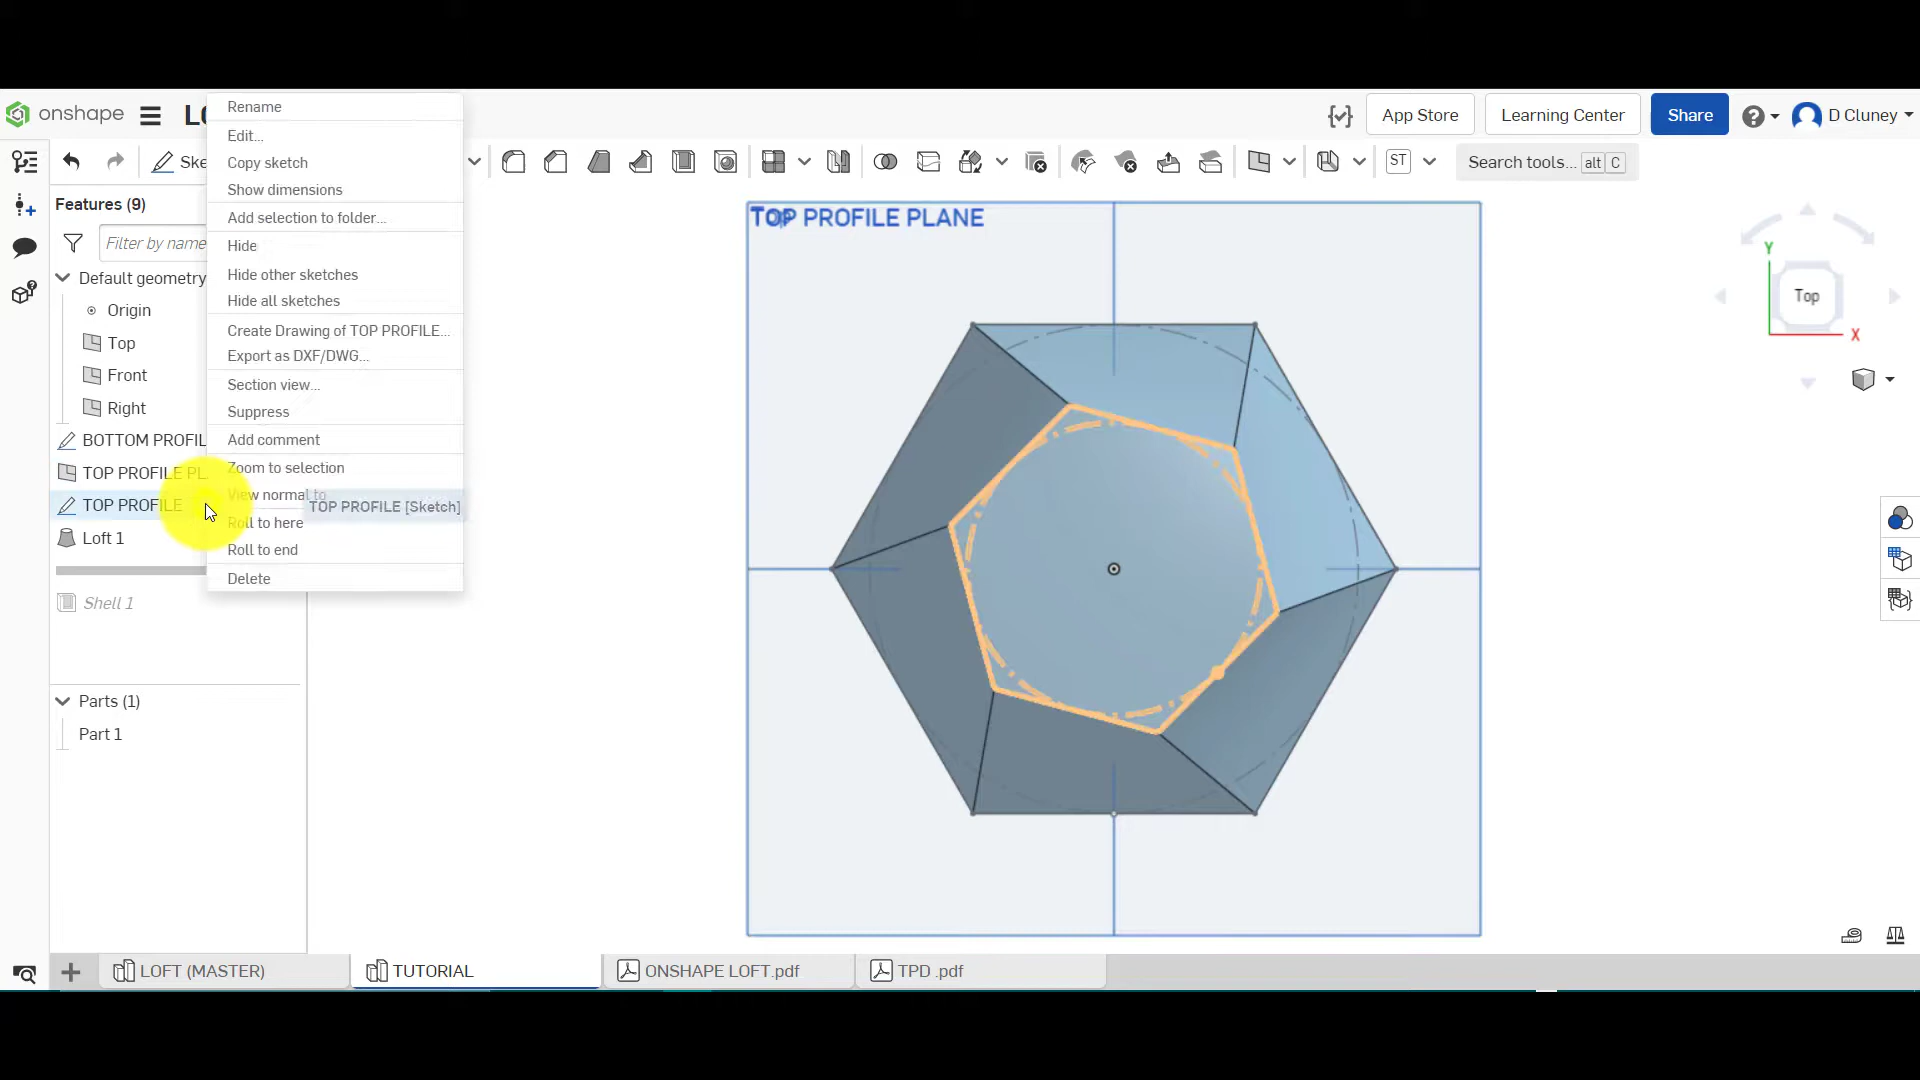 onshape
LO
App Store
Learning Center
Share
D Cluney
Ske
Search tools... alt C
Features (9)
Filter by name
Default geometry
Origin
Top
Front
Right
BOTTOM PROFIL
TOP PROFILE PL
TOP PROFILE
Loft 1
Shell 1
Parts (1)
Part 1
Rename
Edit...
Copy sketch
Show dimensions
Add selection to folder...
Hide
Hide other sketches
Hide all sketches
Create Drawing of TOP PROFILE...
Export as DXF/DWG...
Section view...
Suppress
Add comment
Zoom to selection
View normal to
TOP PROFILE [Sketch]
Roll to here
Roll to end
Delete
TOP PROFILE PLANE
Y
Top
X
ST
LOFT (MASTER)
TUTORIAL
ONSHAPE LOFT.pdf
TPD .pdf